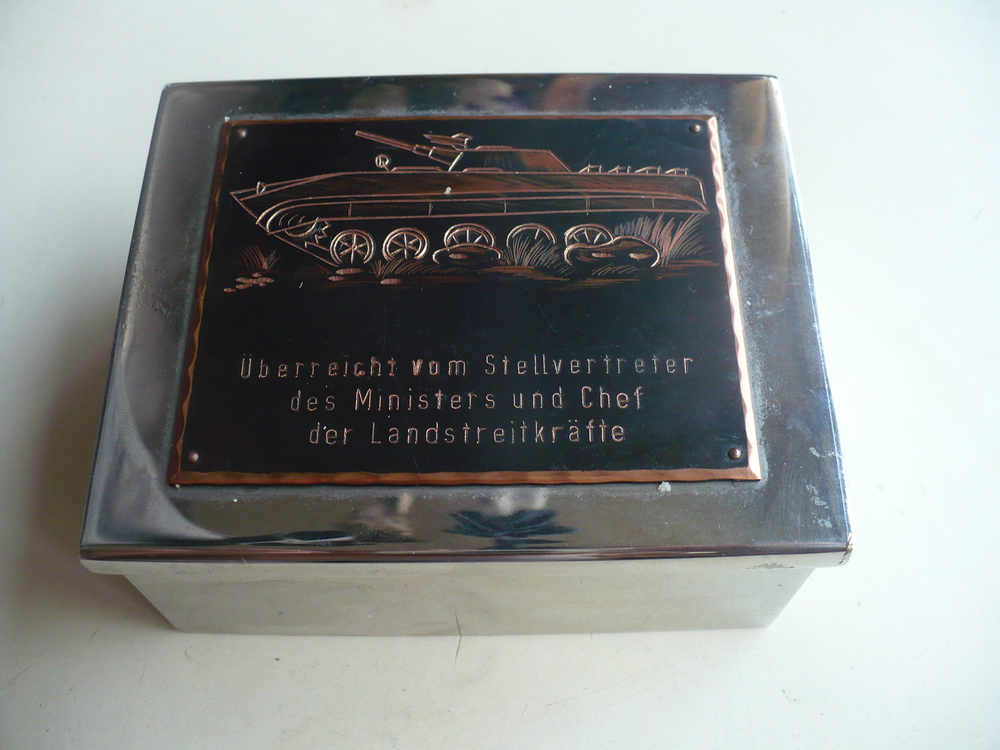 Überreicht vom Stellvertreter
des Ministers und Chef
der Landstreitkräfte